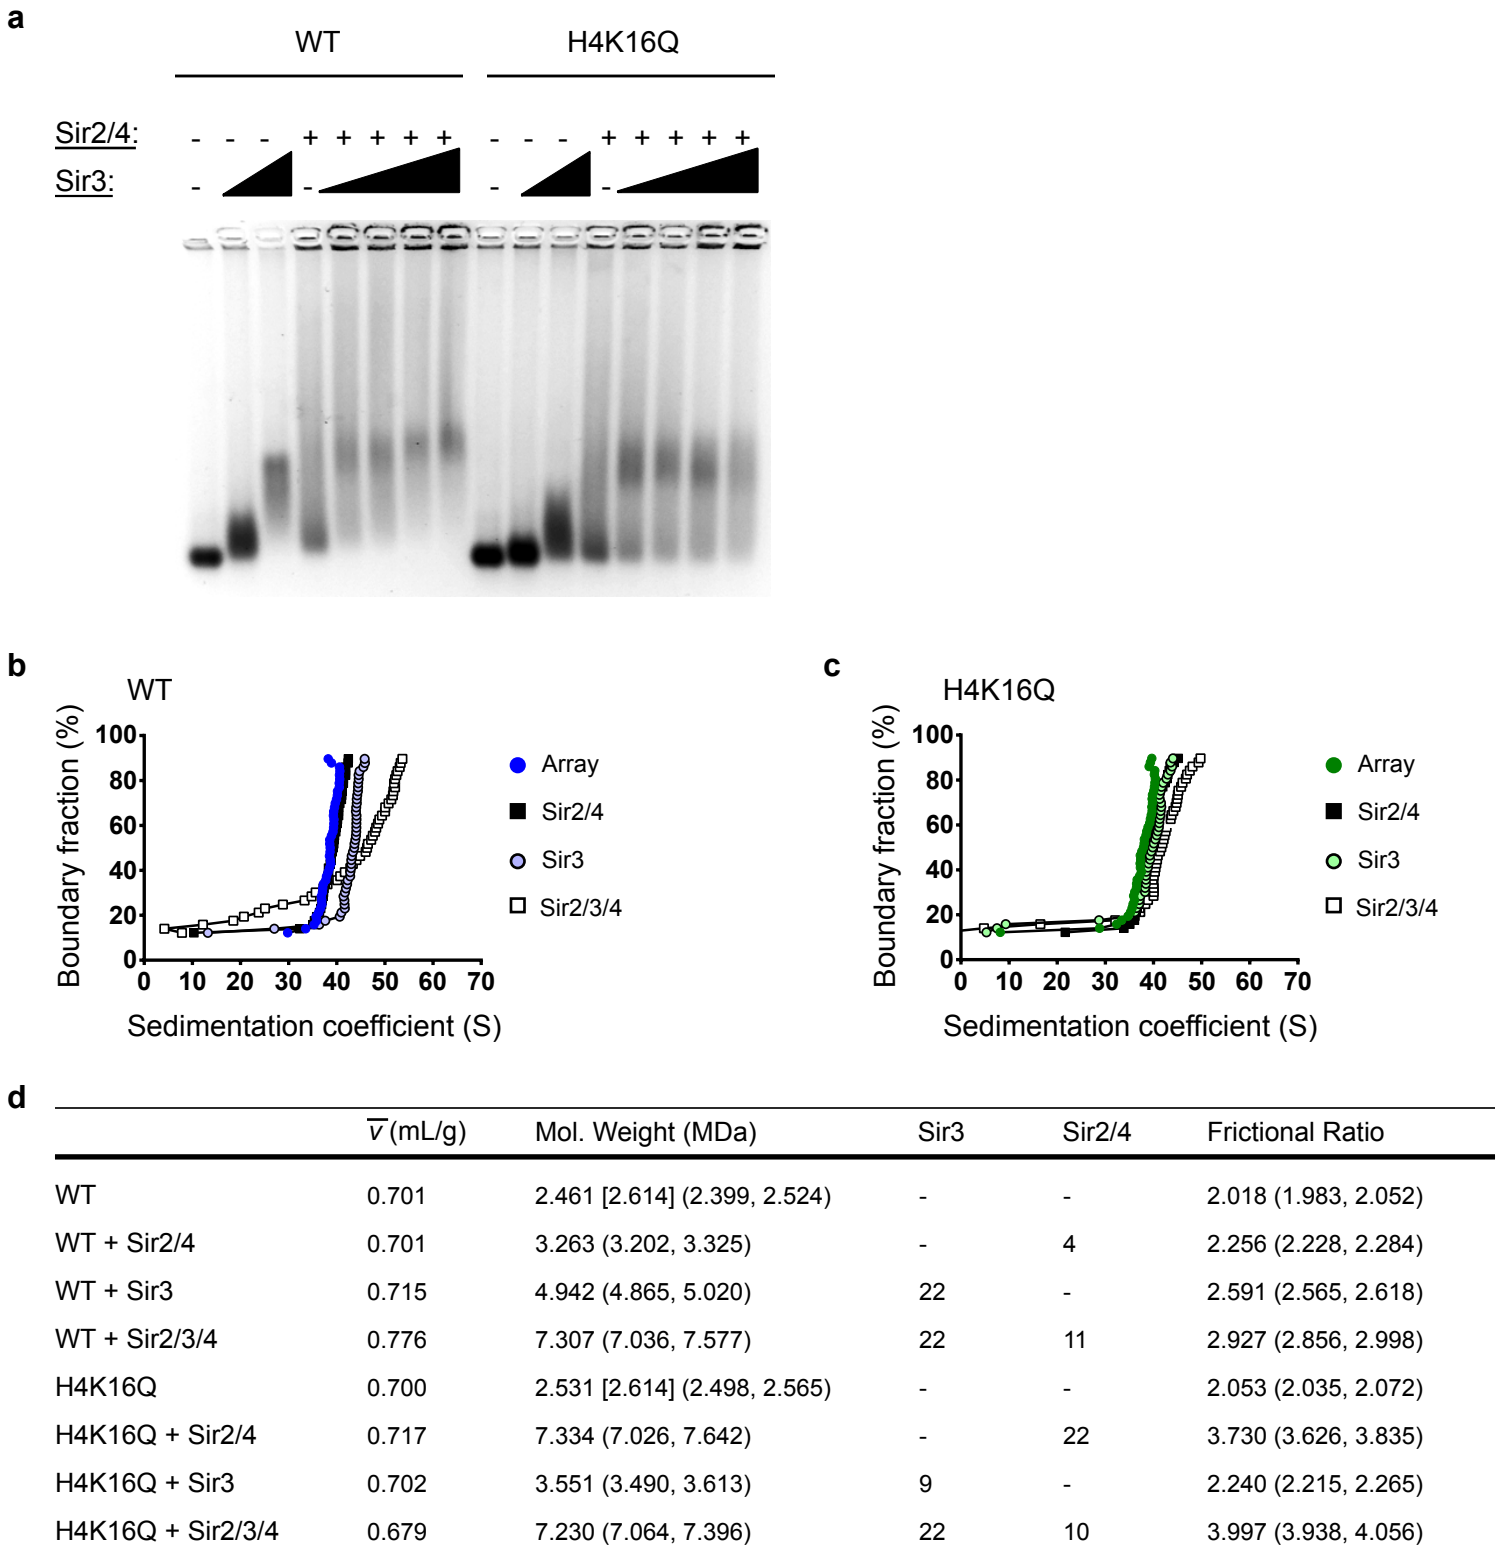 a
WT H4K16Q
Sir2/4: - - - + + + + + - - - + + + + +
Sir3: - - - -
b
WT
Boundary fraction (%)
100
80
60
40
20
0
0 10 20 30 40 50 60 70
Sedimentation coefficient (S)
Array
Sir2/4
Sir3
Sir2/3/4
c
H4K16Q
Boundary fraction (%)
100
80
60
40
20
0
0 10 20 30 40 50 60 70
Sedimentation coefficient (S)
Array
Sir2/4
Sir3
Sir2/3/4
d
v̅ (mL/g) Mol. Weight (MDa) Sir3 Sir2/4 Frictional Ratio
WT 0.701 2.461 [2.614] (2.399, 2.524) - - 2.018 (1.983, 2.052)
WT + Sir2/4 0.701 3.263 (3.202, 3.325) - 4 2.256 (2.228, 2.284)
WT + Sir3 0.715 4.942 (4.865, 5.020) 22 - 2.591 (2.565, 2.618)
WT + Sir2/3/4 0.776 7.307 (7.036, 7.577) 22 11 2.927 (2.856, 2.998)
H4K16Q 0.700 2.531 [2.614] (2.498, 2.565) - - 2.053 (2.035, 2.072)
H4K16Q + Sir2/4 0.717 7.334 (7.026, 7.642) - 22 3.730 (3.626, 3.835)
H4K16Q + Sir3 0.702 3.551 (3.490, 3.613) 9 - 2.240 (2.215, 2.265)
H4K16Q + Sir2/3/4 0.679 7.230 (7.064, 7.396) 22 10 3.997 (3.938, 4.056)